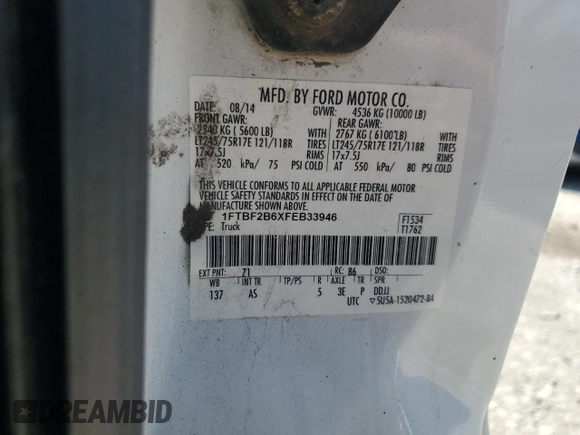 MFD. BY FORD MOTOR CO.
DATE: 08/14 GVWR: 4536 KG (10000 LB)
FRONT GAWR: REAR GAWR:
2540 KG ( 5600 LB) WITH 2767 KG ( 6100LB) WITH
LT245/75R17E 121/118R TIRES LT245/75R17E 121/118R TIRES
17x7.5J RIMS 17x7.5J RIMS
AT 520 kPa/ 75 PSI COLD AT 550 kPa/ 80 PSI COLD
THIS VEHICLE CONFORMS TO ALL APPLICABLE FEDERAL MOTOR
VEHICLE SAFETY STANDARDS IN EFFECT ON THE DATE OF
MANUFACTURE SHOWN ABOVE.
1FTBF2B6XFEB33946 F1534
TYPE: Truck T1762
EXT PNT: Z1 RC: 86 DSO:
WB INT TR TP/PS R AXLE TR SPR
137 AS 5 3E P DDJJ
UTC ▽5U5A-1520472-BA
DREAMBID